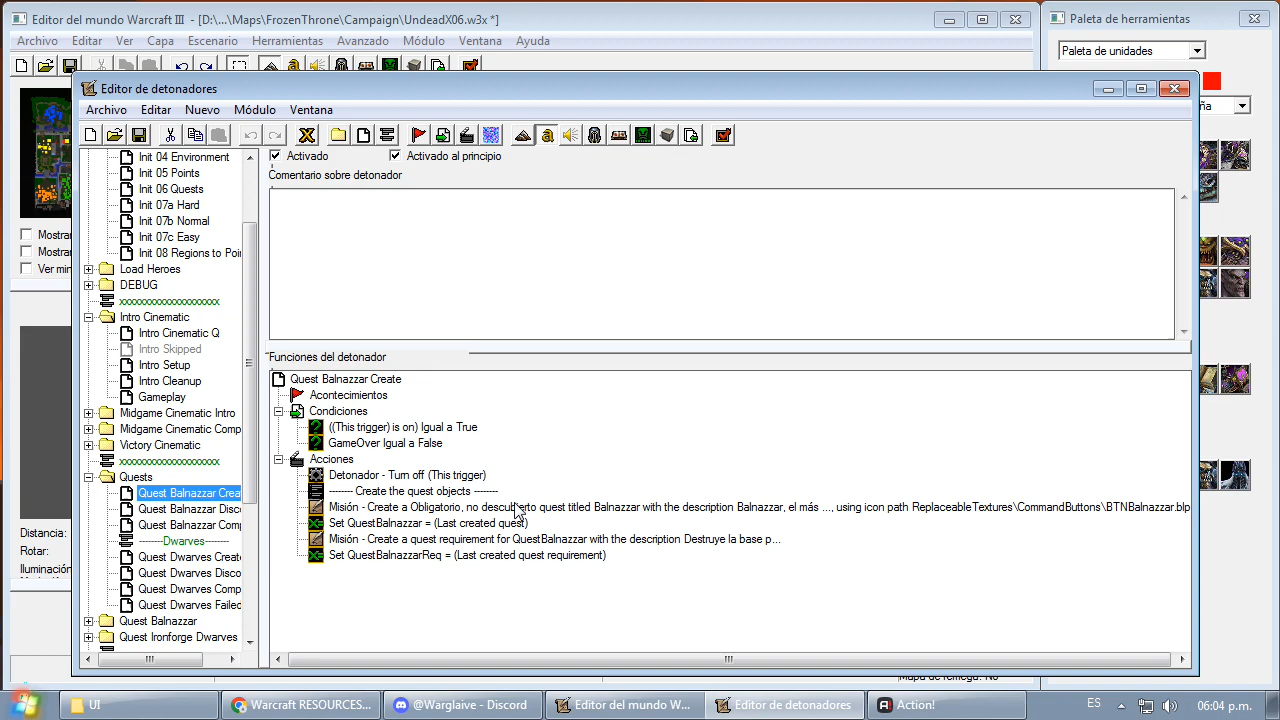 Editor del mundo Warcraft III - [D:\...\Maps\FrozenThrone\Campaign\UndeadX06.w3x *]
Archivo Editar Ver Capa Escenario Herramientas Avanzado Módulo Ventana Ayuda
Paleta de herramientas
Paleta de unidades
Editor de detonadores
Archivo Editar Nuevo Módulo Ventana
Activado
Activado al principio
Comentario sobre detonador
Init 04 Environment
Init 05 Points
Init 06 Quests
Init 07a Hard
Init 07b Normal
Init 07c Easy
Init 08 Regions to Poi
Load Heroes
DEBUG
xxxxxxxxxxxxxxxxxxxx
Intro Cinematic
Intro Cinematic Q
Intro Skipped
Intro Setup
Intro Cleanup
Gameplay
Midgame Cinematic Intro
Midgame Cinematic Comp
Victory Cinematic
xxxxxxxxxxxxxxxxxxxx
Quests
Quest Balnazzar Crea
Quest Balnazzar Disc
Quest Balnazzar Comp
--------Dwarves--------
Quest Dwarves Create
Quest Dwarves Disco
Quest Dwarves Comp
Quest Dwarves Failed
Quest Balnazzar
Quest Ironforge Dwarves
Funciones del detonador
Quest Balnazzar Create
Acontecimientos
Condiciones
((This trigger) is on) Igual a True
GameOver Igual a False
Acciones
Detonador - Turn off (This trigger)
-------- Create the quest objects --------
Misión - Create a Obligatorio, no descubierto quest titled Balnazzar with the description Balnazzar, el más ..., using icon path ReplaceableTextures\CommandButtons\BTNBalnazzar.blp
Set QuestBalnazzar = (Last created quest)
Misión - Create a quest requirement for QuestBalnazzar with the description Destruye la base p...
Set QuestBalnazzarReq = (Last created quest requirement)
Mostrar
Mostrar
Ver min
Distanci
Rotar:
Iluminación
ña
UI
Warcraft RESOURCES...
@Warglaive - Discord
Editor del mundo W...
Editor de detonadores
Action!
ES
06:04 p.m.